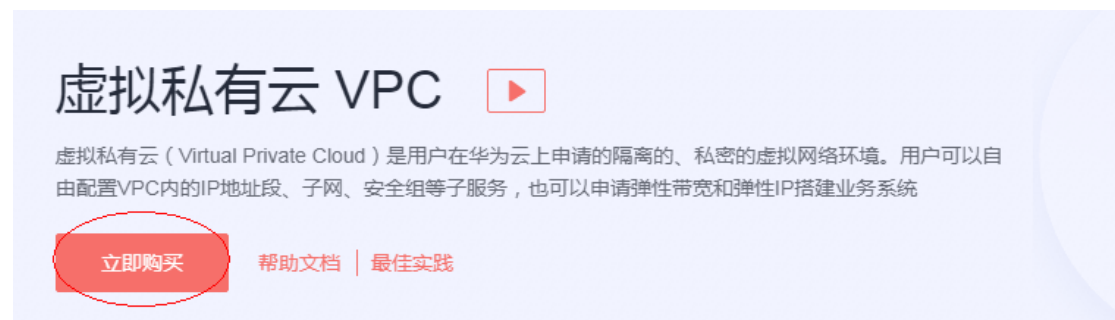 虚拟私有云 VPC
虚拟私有云（Virtual Private Cloud）是用户在华为云上申请的隔离的、私密的虚拟网络环境。用户可以自
由配置VPC内的IP地址段、子网、安全组等子服务，也可以申请弹性带宽和弹性IP搭建业务系统
立即购买 帮助文档 | 最佳实践